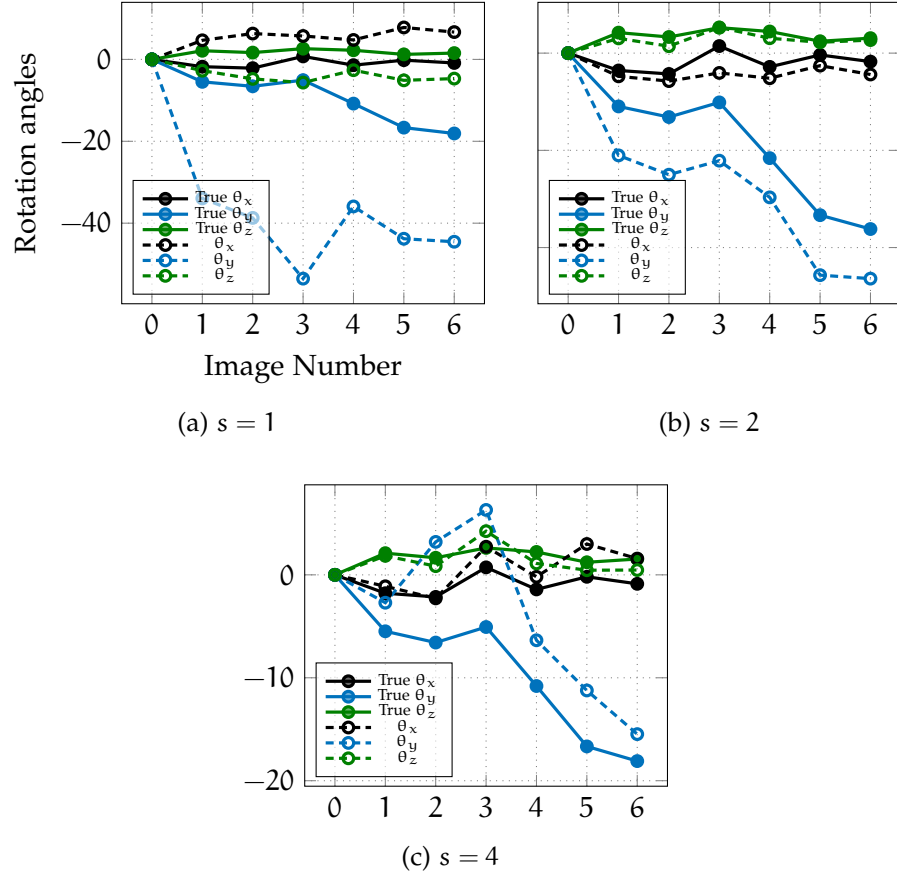 Rotation angles
0
−20
−40
True θx
True θy
True θz
θx
θy
θz
0 1 2 3 4 5 6
Image Number
(a) s = 1
True θx
True θy
True θz
θx
θy
θz
0 1 2 3 4 5 6
(b) s = 2
0
−10
−20
True θx
True θy
True θz
θx
θy
θz
0 1 2 3 4 5 6
(c) s = 4